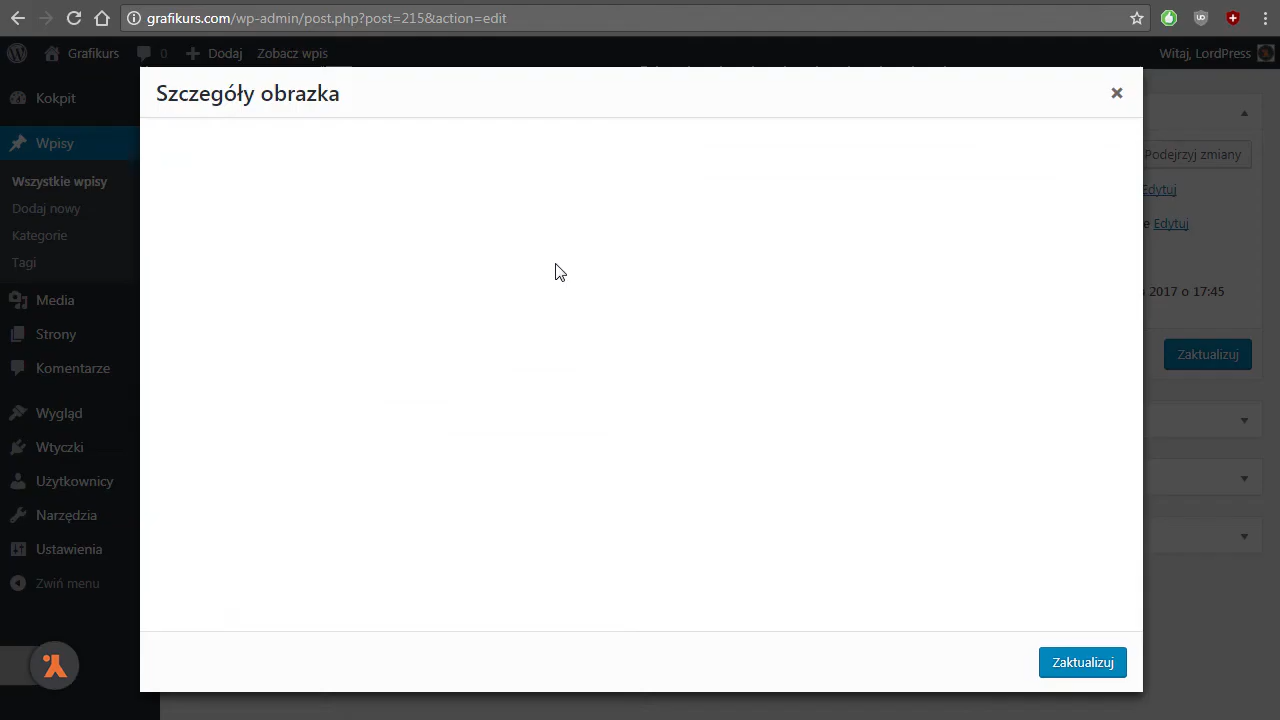 grafikurs.com/wp-admin/post.php?post=215&action=edit
Grafikurs
0
Dodaj
Zobacz wpis
Witaj, LordPress
Kokpit
Wpisy
Wszystkie wpisy
Dodaj nowy
Kategorie
Tagi
Media
Strony
Komentarze
Wygląd
Wtyczki
Użytkownicy
Narzędzia
Ustawienia
Zwiń menu
Szczegóły obrazka
Zaktualizuj
Podejrzyj zmiany
Edytuj
e Edytuj
2017 o 17:45
Zaktualizuj